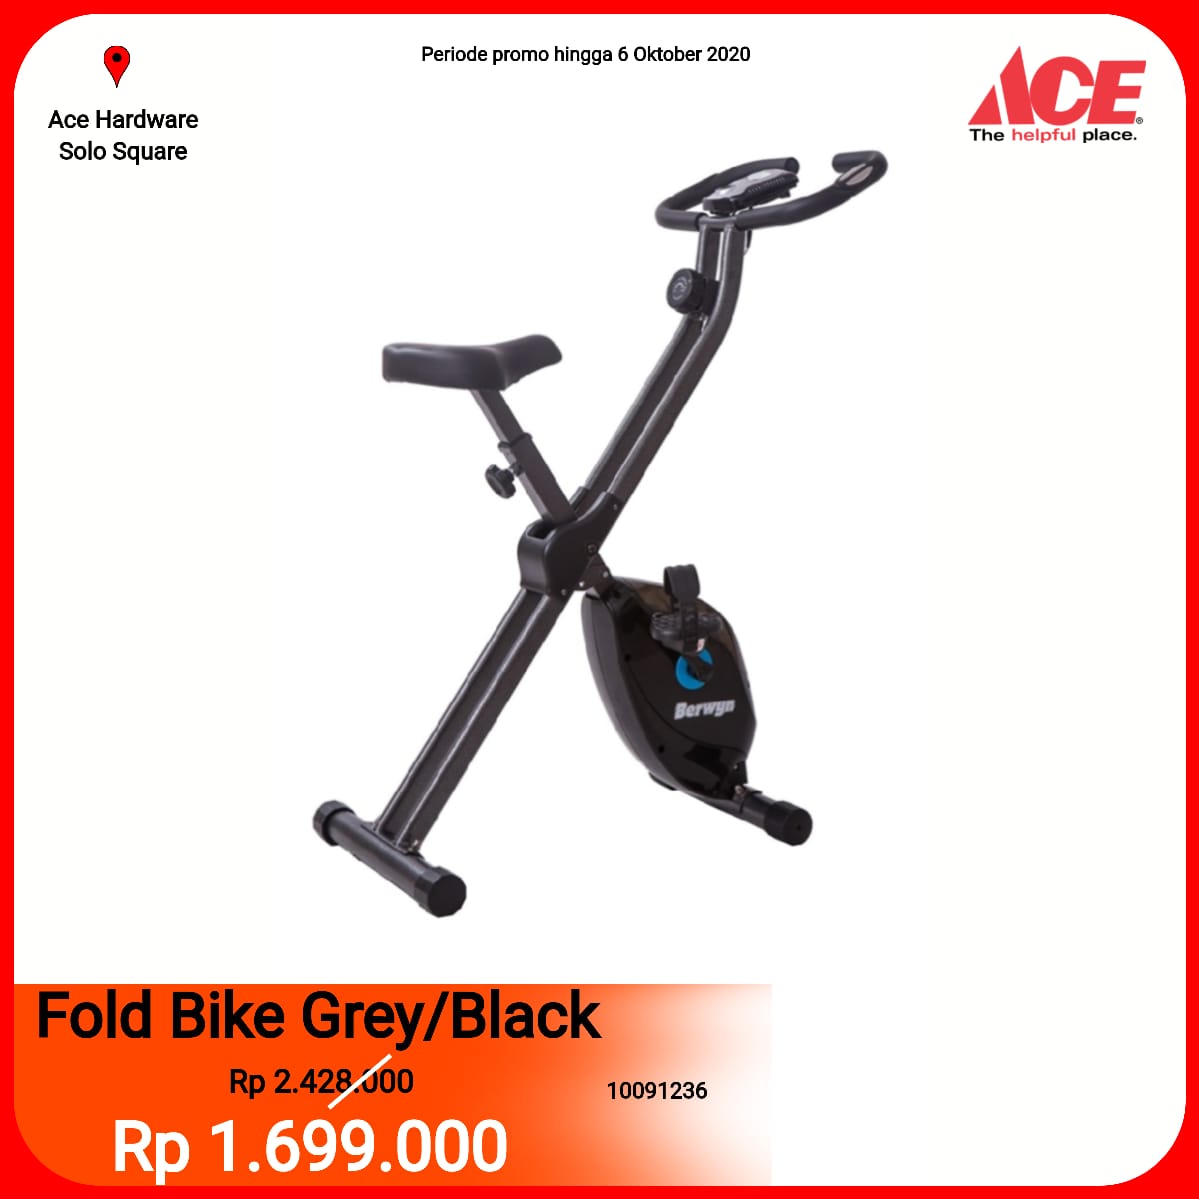 Periode promo hingga 6 Oktober 2020
Ace Hardware
Solo Square
ACE®
The helpful place.
Berwyn
Fold Bike Grey/Black
Rp 2.428.000
10091236
Rp 1.699.000